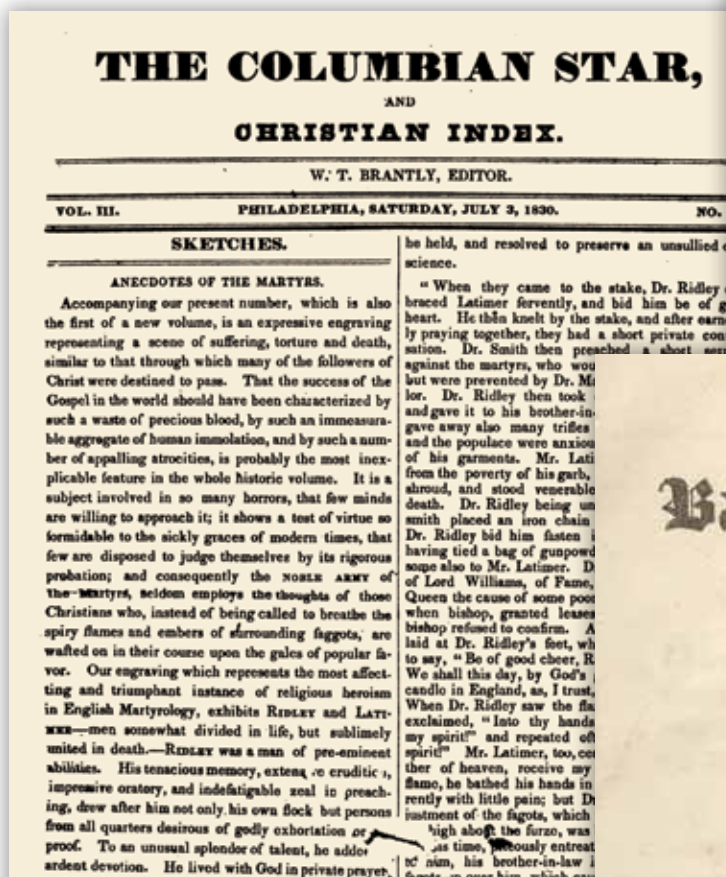 THE COLUMBIAN STAR,
AND
CHRISTIAN INDEX.
W. T. BRANTLY, EDITOR.
VOL. III. PHILADELPHIA, SATURDAY, JULY 3, 1830. NO.
SKETCHES.
ANECDOTES OF THE MARTYRS.
Accompanying our present number, which is also
the first of a new volume, is an expressive engraving
representing a scene of suffering, torture and death,
similar to that through which many of the followers of
Christ were destined to pass. That the success of the
Gospel in the world should have been characterized by
such a waste of precious blood, by such an immeasura-
ble aggregate of human immolation, and by such a num-
ber of appalling atrocities, is probably the most inex-
plicable feature in the whole historic volume. It is a
subject involved in so many horrors, that few minds
are willing to approach it; it shows a test of virtue so
formidable to the sickly graces of modern times, that
few are disposed to judge themselves by its rigorous
probation; and consequently the NOBLE ARMY of
the Martyrs, seldom employs the thoughts of those
Christians who, instead of being called to breathe the
spiry flames and embers of surrounding faggots, are
wafted on in their course upon the gales of popular fa-
vor. Our engraving which represents the most affect-
ting and triumphant instance of religious heroism
in English Martyrology, exhibits RIDLEY and LATI-
MER—men somewhat divided in life, but sublimely
united in death.—RIDLEY was a man of pre-eminent
abilities. His tenacious memory, eruditio
impressive oratory, and indefatigable zeal in preach-
ing, drew after him not only his own flock but persons
from all quarters desirous of godly exhortation or
proof. To an unusual splendor of talent, he adde
ardent devotion. He lived with God in private prayer,
he held, and resolved to preserve an unsullied
science.
"When they came to the stake, Dr. Ridley
braced Latimer fervently, and bid him be of g
heart. He then knelt by the stake, and after earn
ly praying together, they had a short private con
sation. Dr. Smith then preached a short ser
against the martyrs, who wou
but were prevented by Dr. Ma
lor. Dr. Ridley then took
and gave it to his brother-in-
gave away also many trifles
and the populace were anxiou
of his garments. Mr. Lati
from the poverty of his garb,
shroud, and stood venerable
death. Dr. Ridley being un
smith placed an iron chain
Dr. Ridley bid him fasten i
having tied a bag of gunpowd
some also to Mr. Latimer. D
of Lord Williams, of Fame,
Queen the cause of some poor
when bishop, granted leases
bishop refused to confirm. A
laid at Dr. Ridley's feet, wh
to say, "Be of good cheer, R
We shall this day, by God's
candle in England, as, I trust,
When Dr. Ridley saw the fla
exclaimed, "Into thy hands
my spirit!" and repeated oft
spirit!" Mr. Latimer, too, cee
ther of heaven, receive my
flame, he bathed his hands in
rently with little pain; but D
justment of the fagots, which
high about the furze, was
his time, piteously entreat
to him, his brother-in-law i
Ba